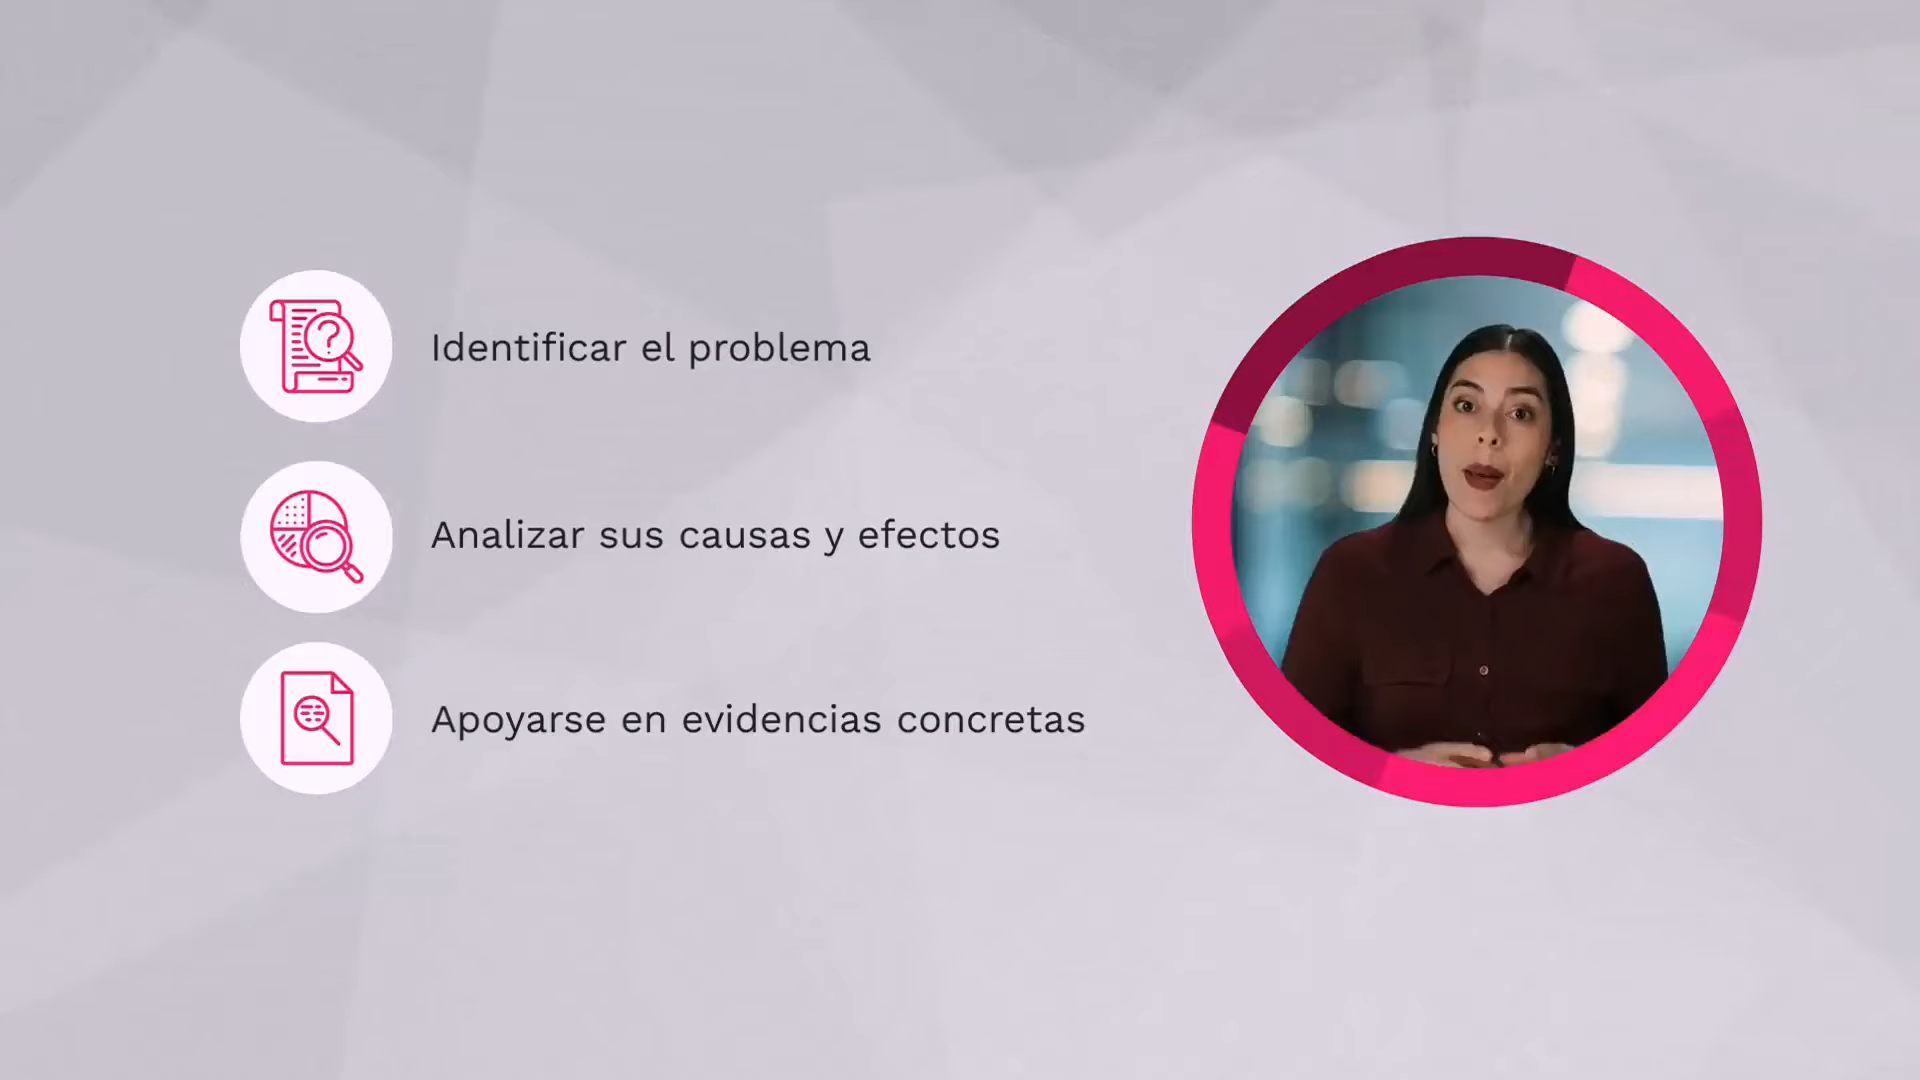 Identificar el problema
Analizar sus causas y efectos
Apoyarse en evidencias concretas